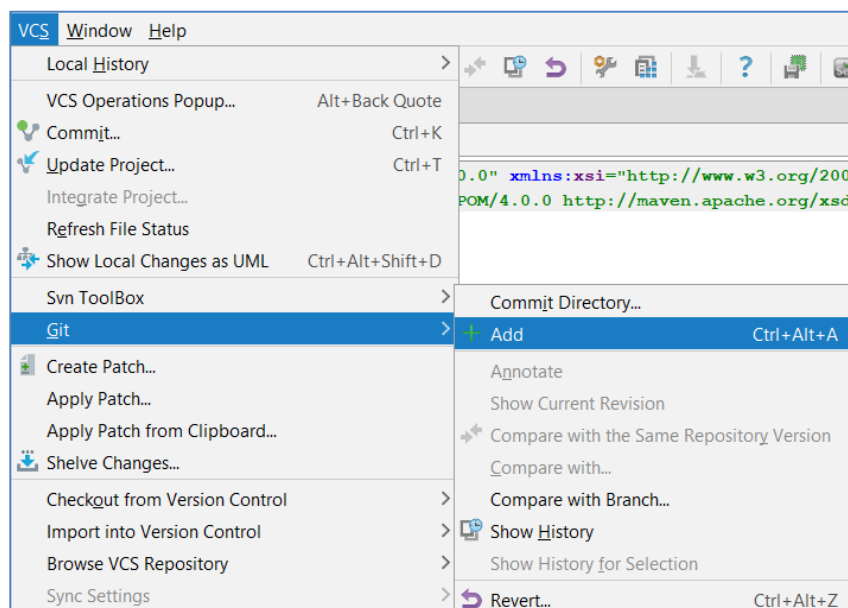 VCS Window Help
Local History
VCS Operations Popup... Alt+Back Quote
Commit... Ctrl+K
Update Project... Ctrl+T
Integrate Project...
Refresh File Status
Show Local Changes as UML Ctrl+Alt+Shift+D
Svn ToolBox
Git
Create Patch...
Apply Patch...
Apply Patch from Clipboard...
Shelve Changes...
Checkout from Version Control
Import into Version Control
Browse VCS Repository
Sync Settings
?
0.0" xmlns:xsi="http://www.w3.org/200
POM/4.0.0 http://maven.apache.org/xsd
Commit Directory...
Add Ctrl+Alt+A
Annotate
Show Current Revision
Compare with the Same Repository Version
Compare with...
Compare with Branch...
Show History
Show History for Selection
Revert... Ctrl+Alt+Z